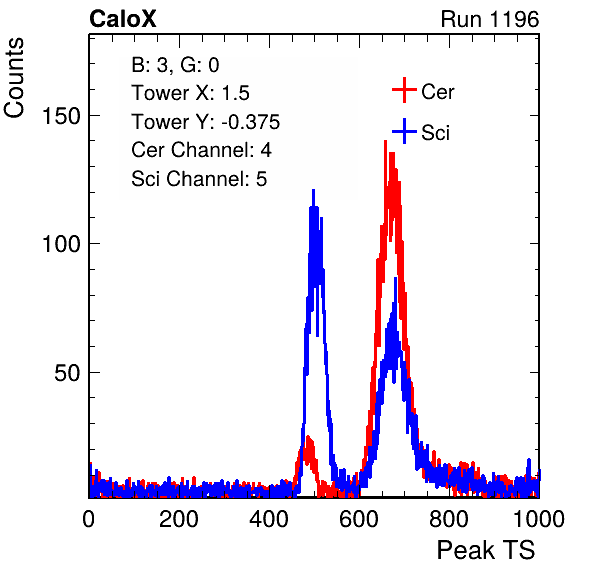 CaloX
Run 1196
Counts
B: 3, G: 0
Tower X: 1.5
Tower Y: -0.375
Cer Channel: 4
Sci Channel: 5
Cer
Sci
150
100
50
0 200 400 600 800 1000
Peak TS